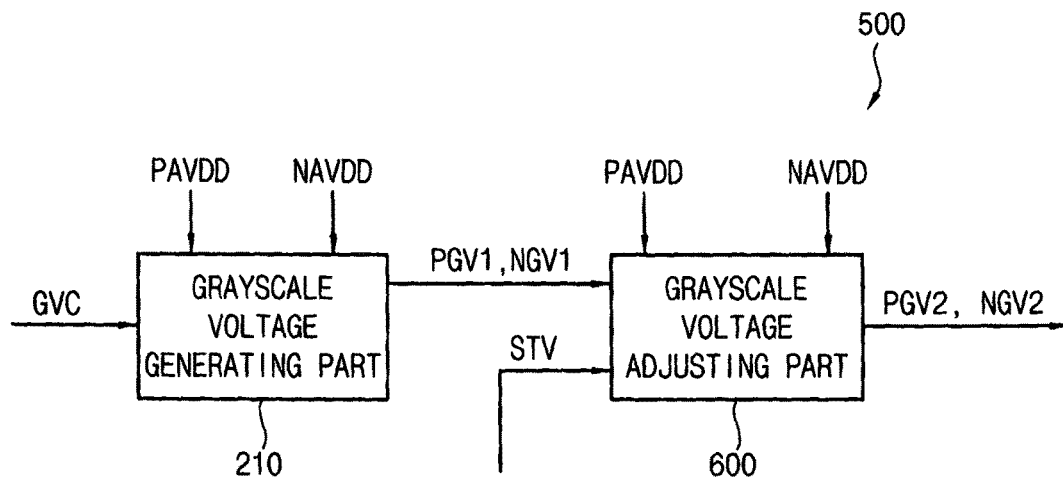 500
PAVDD
NAVDD
PAVDD
NAVDD
GVC
GRAYSCALE
VOLTAGE
GENERATING PART
PGV1,NGV1
STV
GRAYSCALE
VOLTAGE
ADJUSTING PART
PGV2, NGV2
210
600